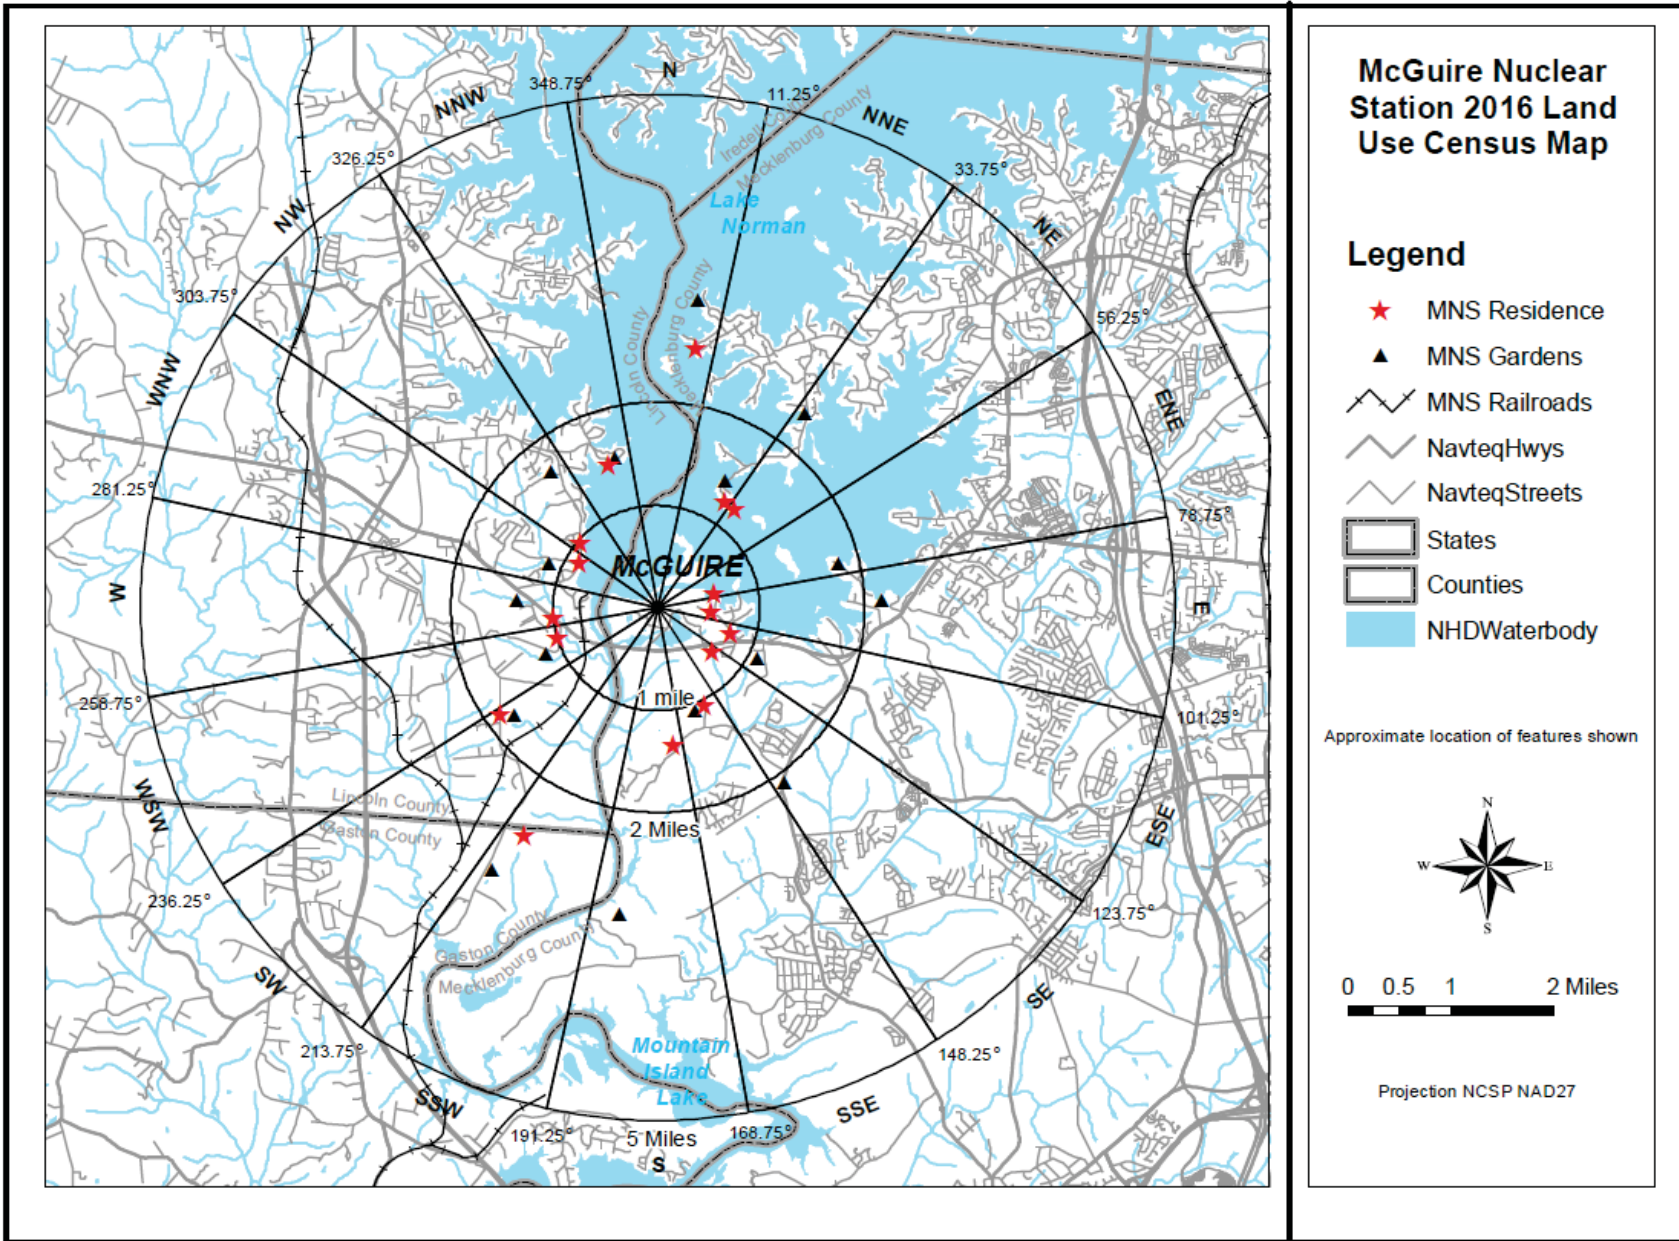 N
348.75°
NNW
11.25°
NNE
326.25°
33.75°
Iredell County
Mecklenburg County
Lake
Norman
NW
NE
303.75°
56.25°
Lincoln County
Mecklenburg County
WNW
ENE
281.25°
78.75°
McGUIRE
W
E
1 mile
258.75°
101.25°
WSW
Lincoln County
Gaston County
2 Miles
ESE
236.25°
123.75°
Gaston County
Mecklenburg County
SW
SE
213.75°
Mountain
Island
Lake
148.25°
SSW
SSE
191.25°
5 Miles
168.75°
S
McGuire Nuclear
Station 2016 Land
Use Census Map
Legend
MNS Residence
MNS Gardens
MNS Railroads
NavteqHwys
NavteqStreets
States
Counties
NHDWaterbody
Approximate location of features shown
N
W
E
S
0 0.5 1 2 Miles
Projection NCSP NAD27